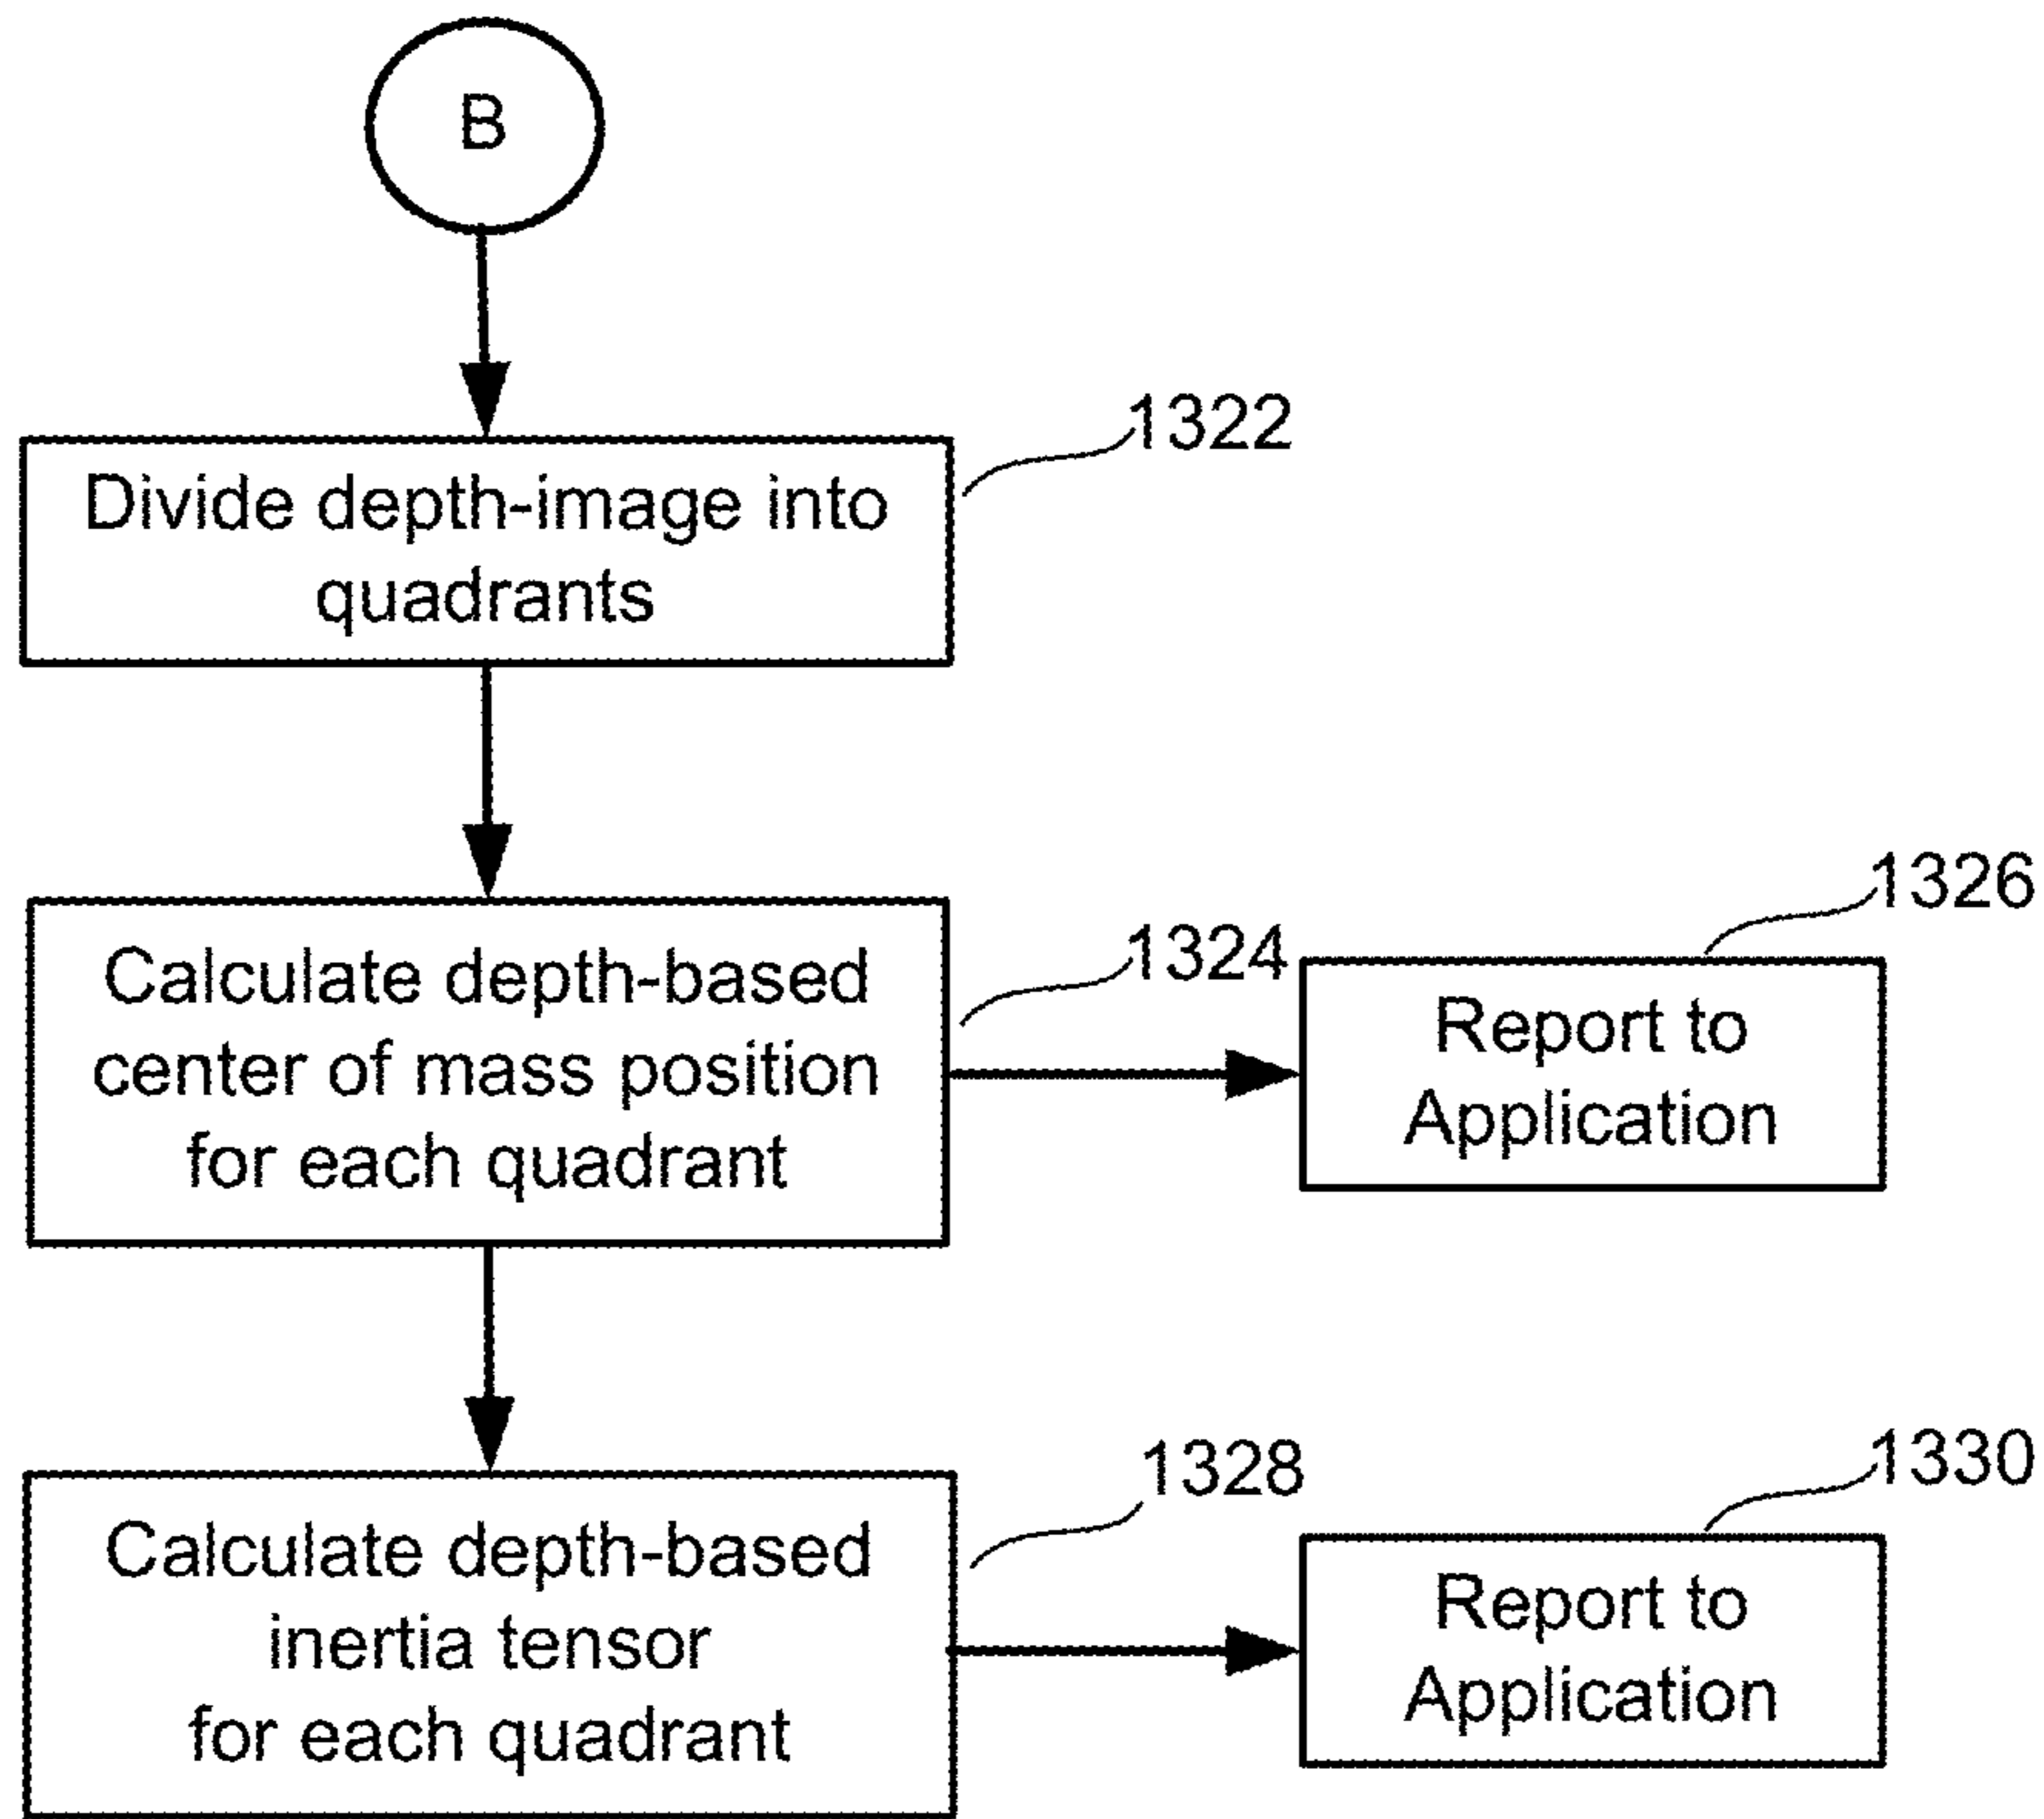 B
1322
Divide depth-image into
quadrants
1324
Calculate depth-based
center of mass position
for each quadrant
1326
Report to
Application
1328
Calculate depth-based
inertia tensor
for each quadrant
1330
Report to
Application